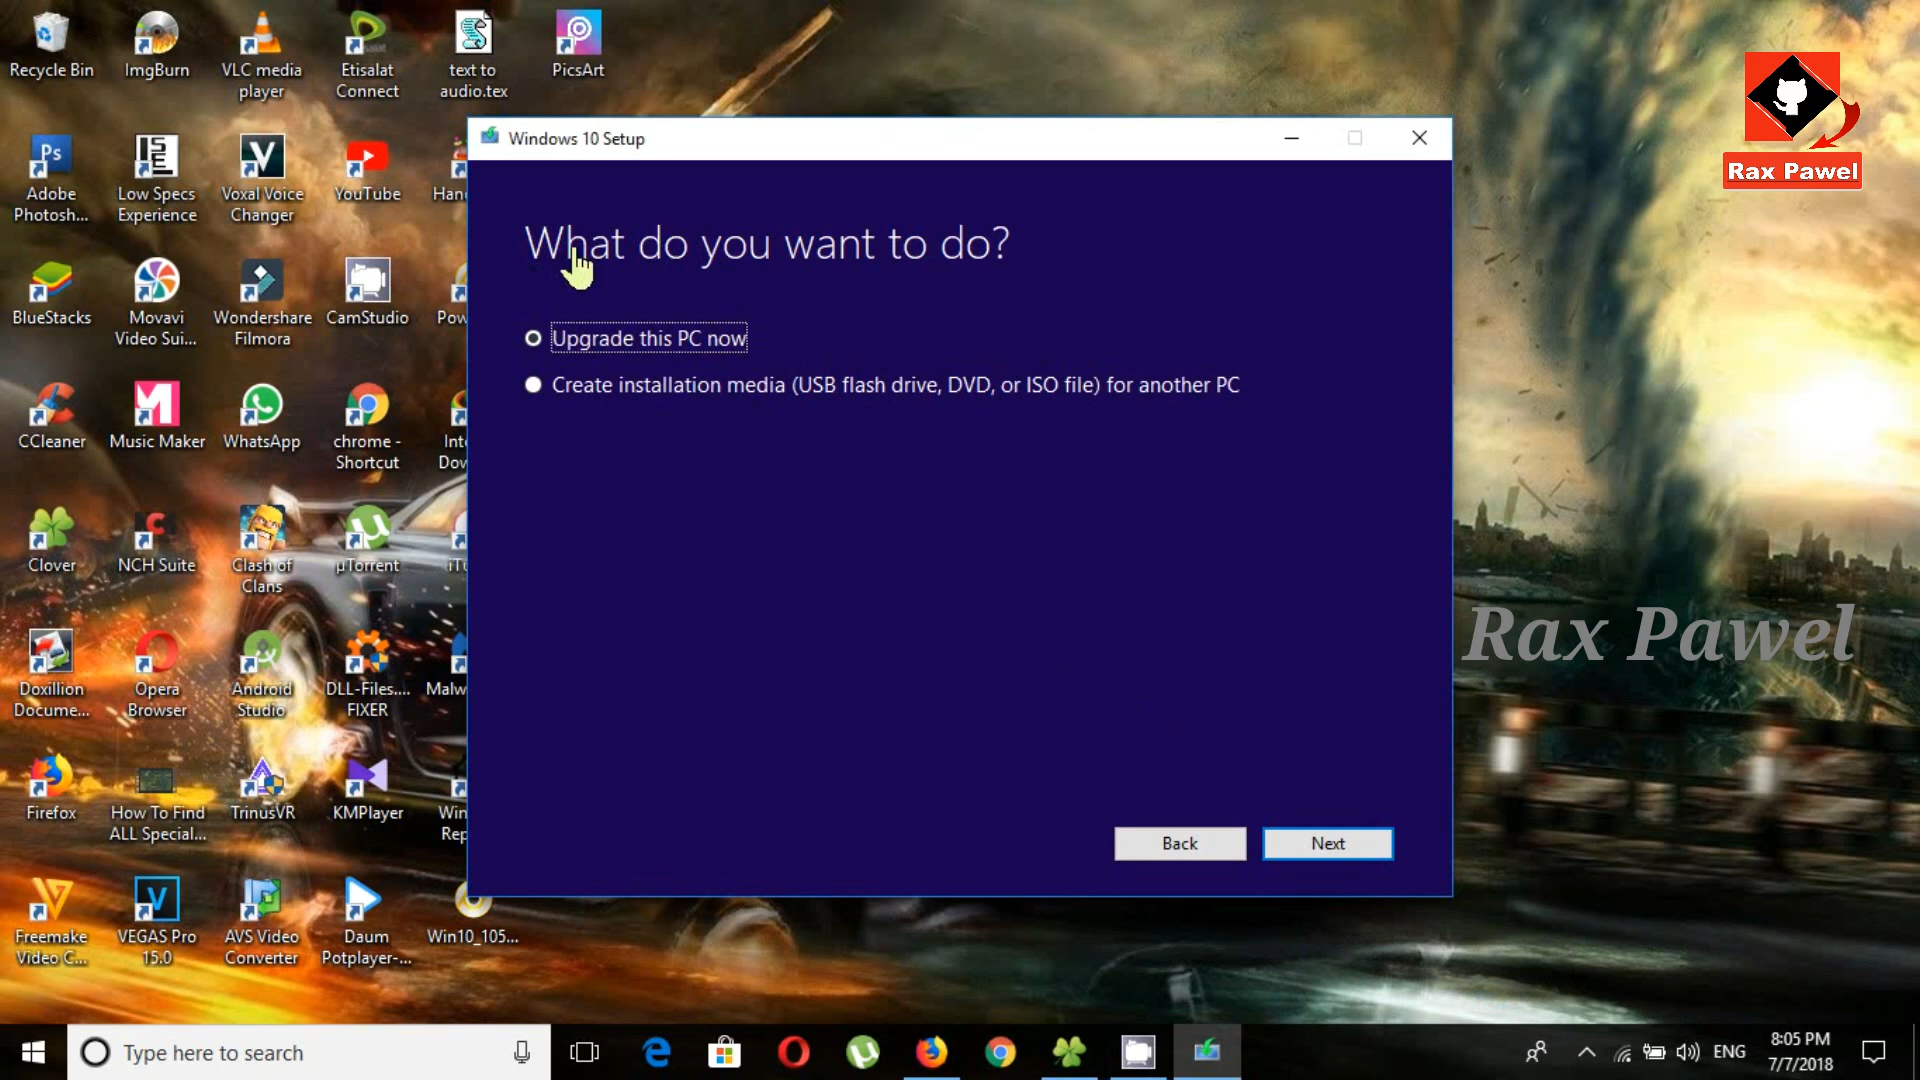 Recycle Bin
ImgBurn
VLC media
player
Etisalat
Connect
text to
audio.tex
PicsArt
Rax Pawel
Windows 10 Setup
Adobe
Photosh...
Low Specs
Experience
Voxal Voice
Changer
YouTube
What do you want to do?
Upgrade this PC now
Create installation media (USB flash drive, DVD, or ISO file) for another PC
BlueStacks
Movavi
Video Sui...
Wondershare
Filmora
CamStudio
CCleaner
Music Maker
WhatsApp
chrome -
Shortcut
Clover
NCH Suite
Clash of
Clans
µTorrent
Rax Pawel
Doxillion
Docume...
Opera
Browser
Android
Studio
DLL-Files....
FIXER
Malw
Firefox
How To Find
ALL Special...
TrinusVR
KMPlayer
Win
Rep
Back
Next
Freemake
Video C...
VEGAS Pro
15.0
AVS Video
Converter
Daum
Potplayer-...
Win10_105...
Type here to search
ENG
8:05 PM
7/7/2018